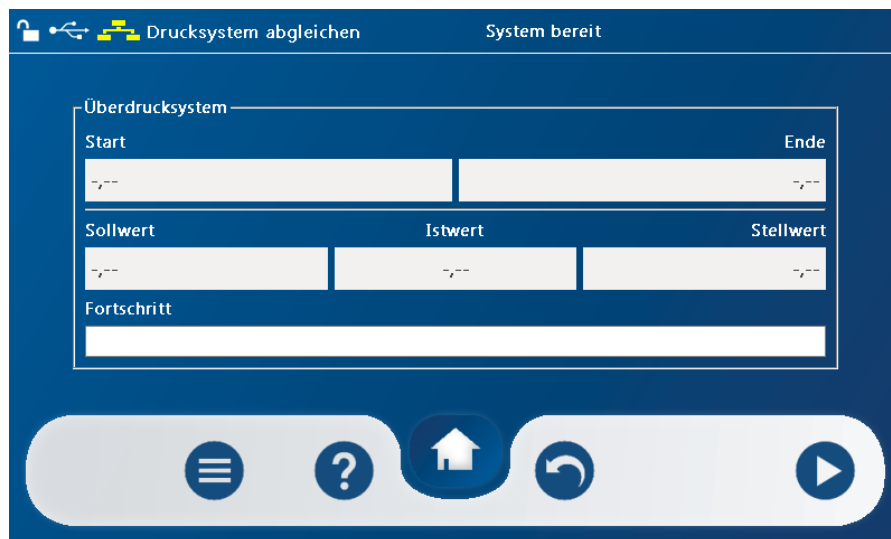 Drucksystem abgleichen System bereit
Überdrucksystem
Start Ende
-,-- -,--
Sollwert Istwert Stellwert
-,-- -,-- -,--
Fortschritt
?